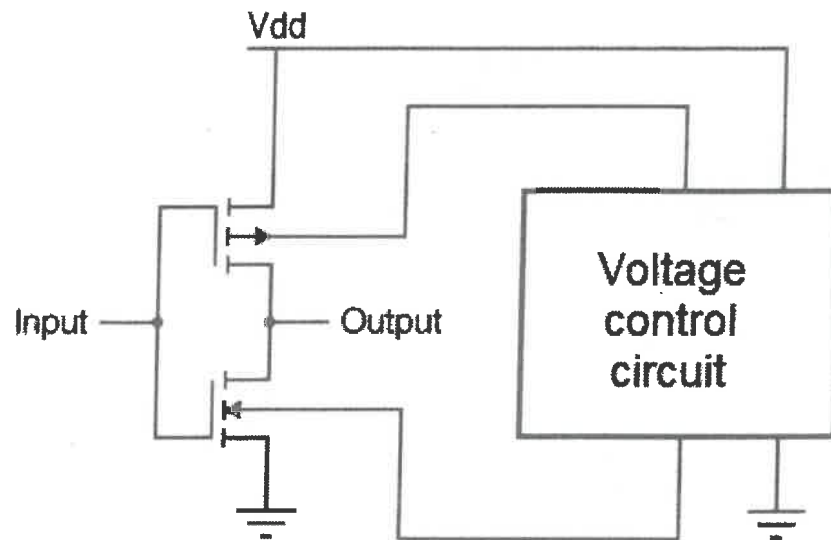 Vdd
Voltage
control
circuit
Input
Output